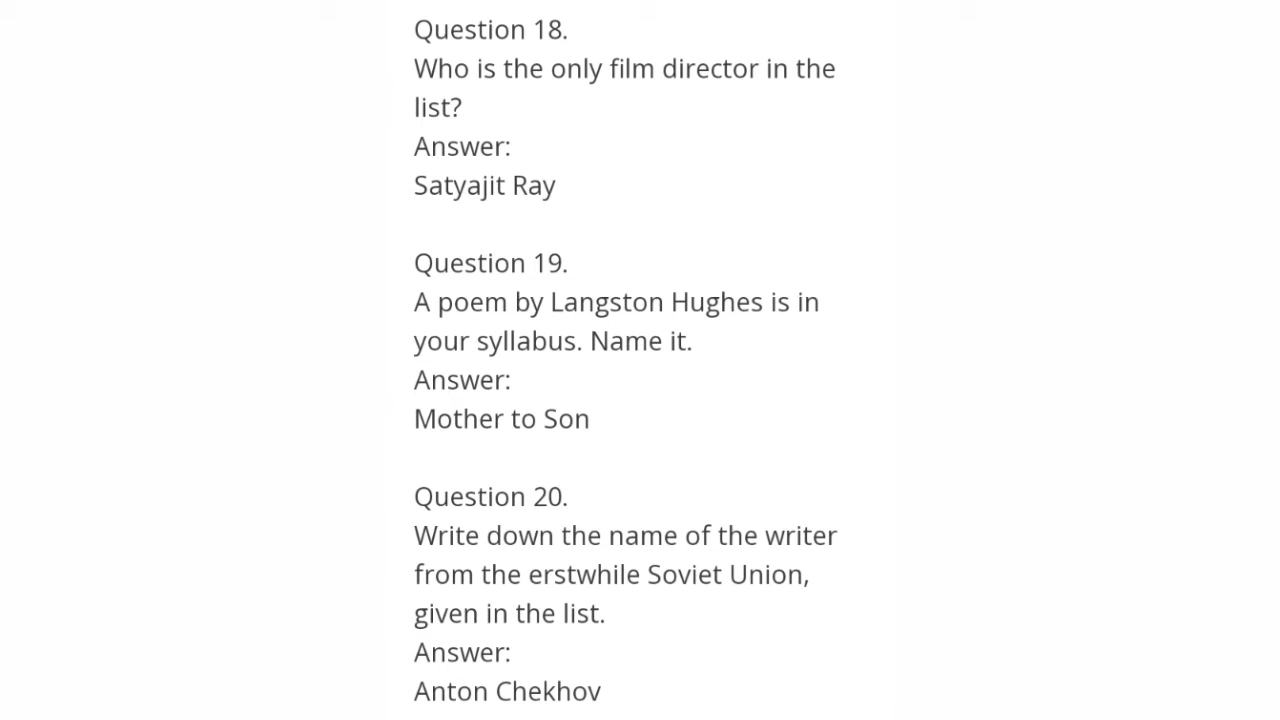 Question 18.
Who is the only film director in the
list?
Answer:
Satyajit Ray
Question 19.
A poem by Langston Hughes is in
your syllabus. Name it.
Answer:
Mother to Son
Question 20.
Write down the name of the writer
from the erstwhile Soviet Union,
given in the list.
Answer:
Anton Chekhov